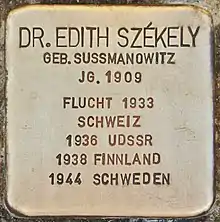 DR. EDITH SZÉKELY
GEB. SUSSMANOWITZ
JG. 1909
FLUCHT 1933
SCHWEIZ
1936 UDSSR
1938 FINNLAND
1944 SCHWEDEN